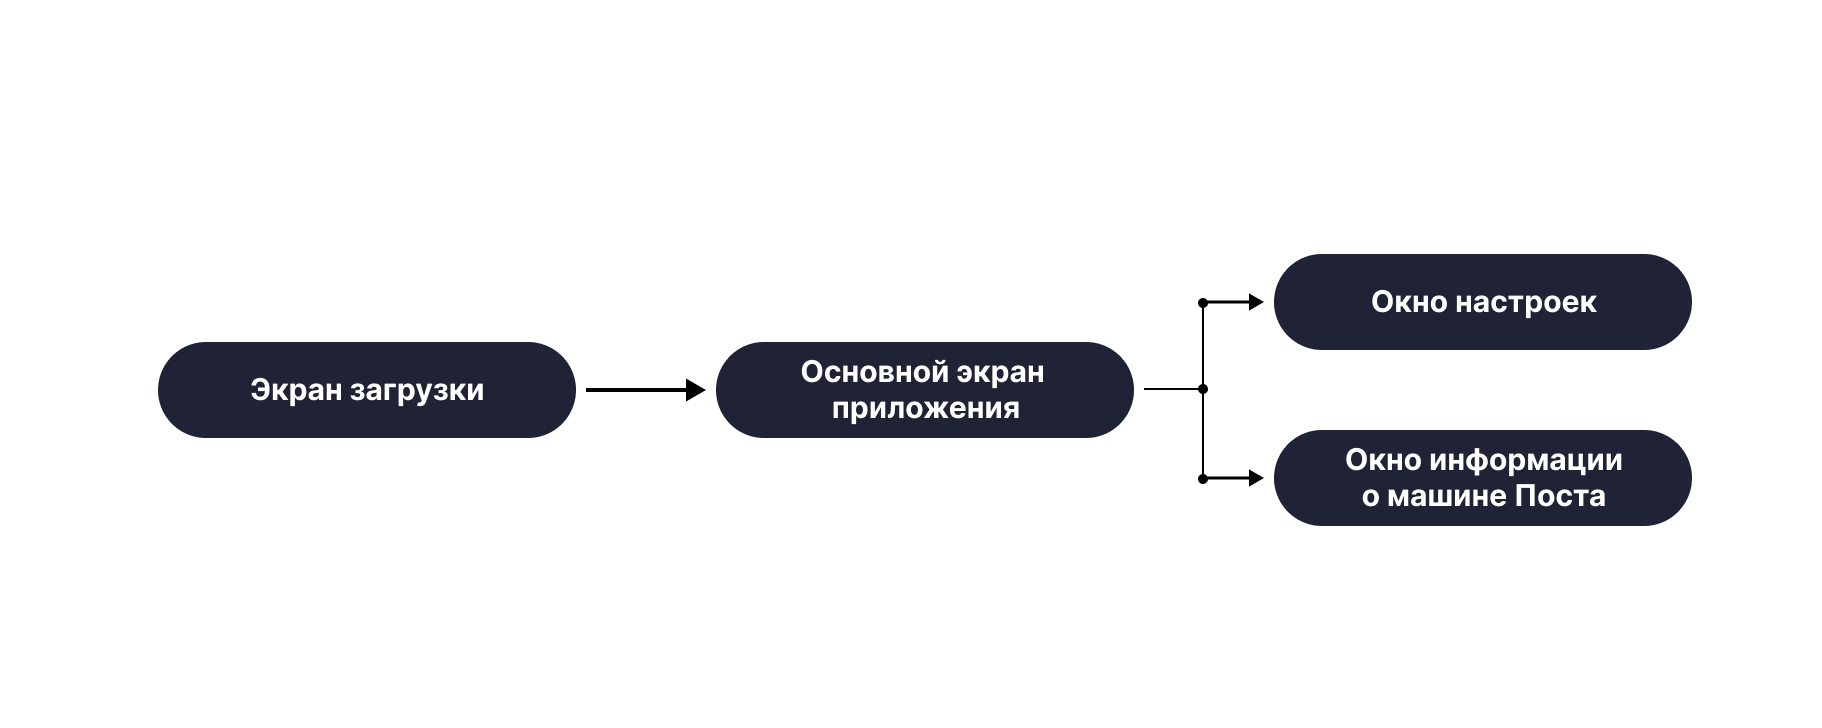 Экран загрузки
Основной экран
приложения
Окно настроек
Окно информации
о машине Поста